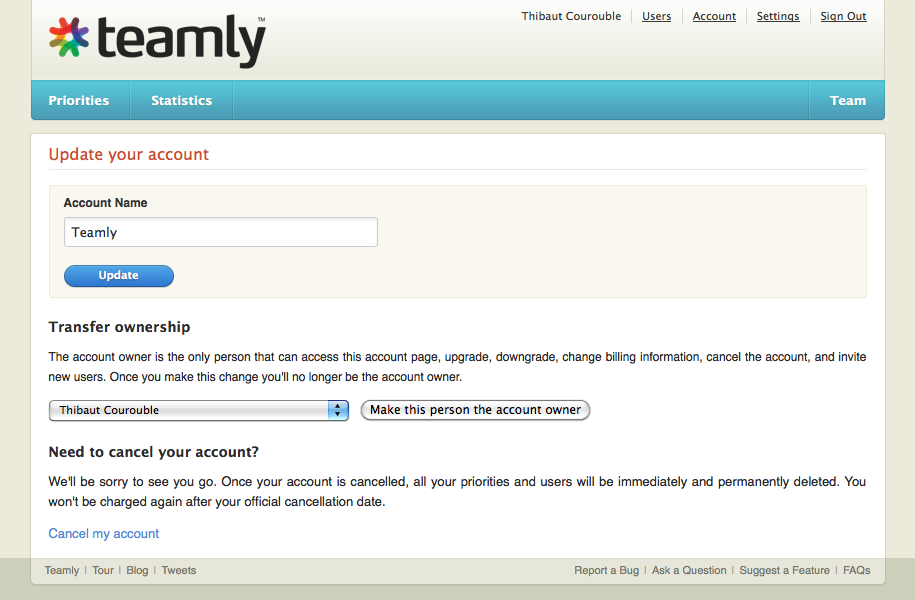 teamly™
Thibaut Courouble Users Account Settings Sign Out
Priorities Statistics Team
Update your account
Account Name
Teamly
Update
Transfer ownership
The account owner is the only person that can access this account page, upgrade, downgrade, change billing information, cancel the account, and invite
new users. Once you make this change you'll no longer be the account owner.
Thibaut Courouble Make this person the account owner
Need to cancel your account?
We'll be sorry to see you go. Once your account is cancelled, all your priorities and users will be immediately and permanently deleted. You
won't be charged again after your official cancellation date.
Cancel my account
Teamly | Tour | Blog | Tweets Report a Bug | Ask a Question | Suggest a Feature | FAQs